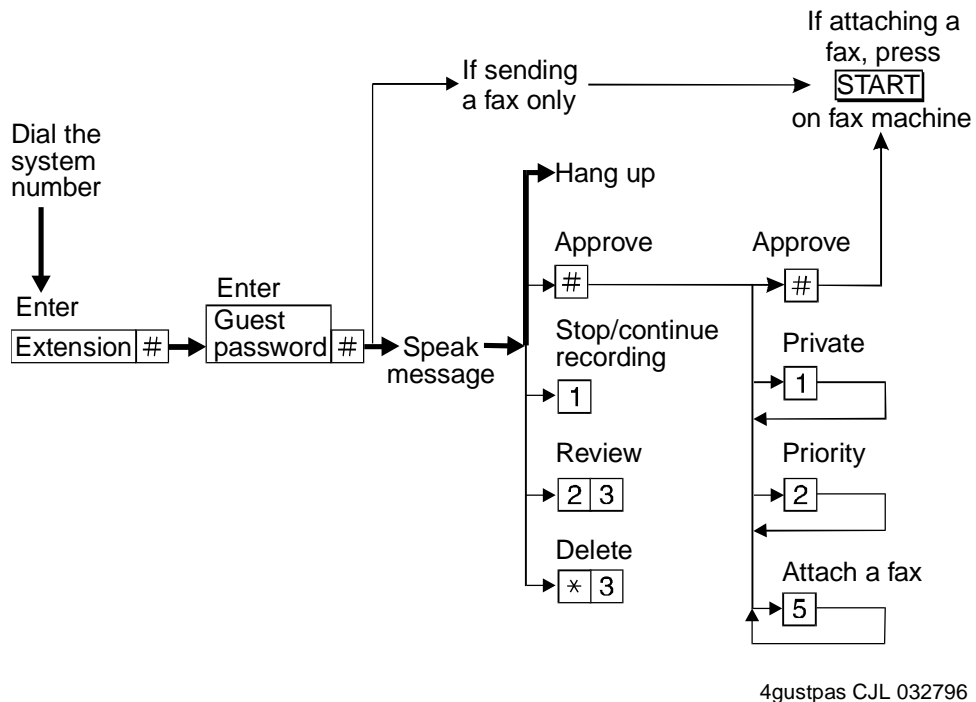 If attaching a
fax, press
START
on fax machine
If sending
a fax only
Dial the
system
number
Hang up
Approve
#
Approve
#
Enter
Extension #
Enter
Guest
password #
Speak
message
Stop/continue
recording
1
Private
1
Review
2 3
Priority
2
Delete
* 3
Attach a fax
5
4gustpas CJL 032796